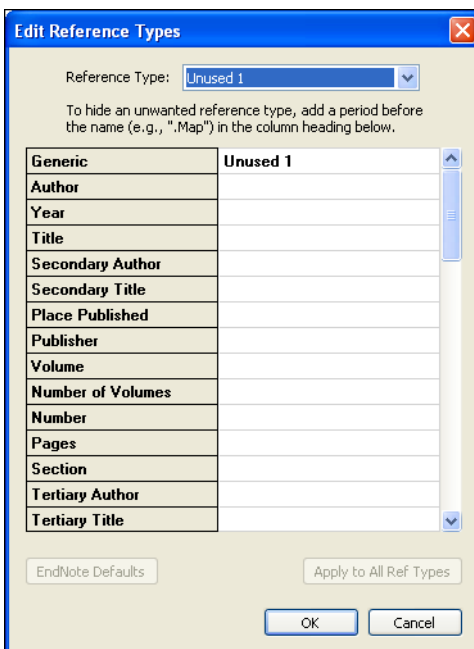 Edit Reference Types
Reference Type: Unused 1
To hide an unwanted reference type, add a period before
the name (e.g., ".Map") in the column heading below.
Generic Unused 1
Author
Year
Title
Secondary Author
Secondary Title
Place Published
Publisher
Volume
Number of Volumes
Number
Pages
Section
Tertiary Author
Tertiary Title
EndNote Defaults Apply to All Ref Types
OK Cancel